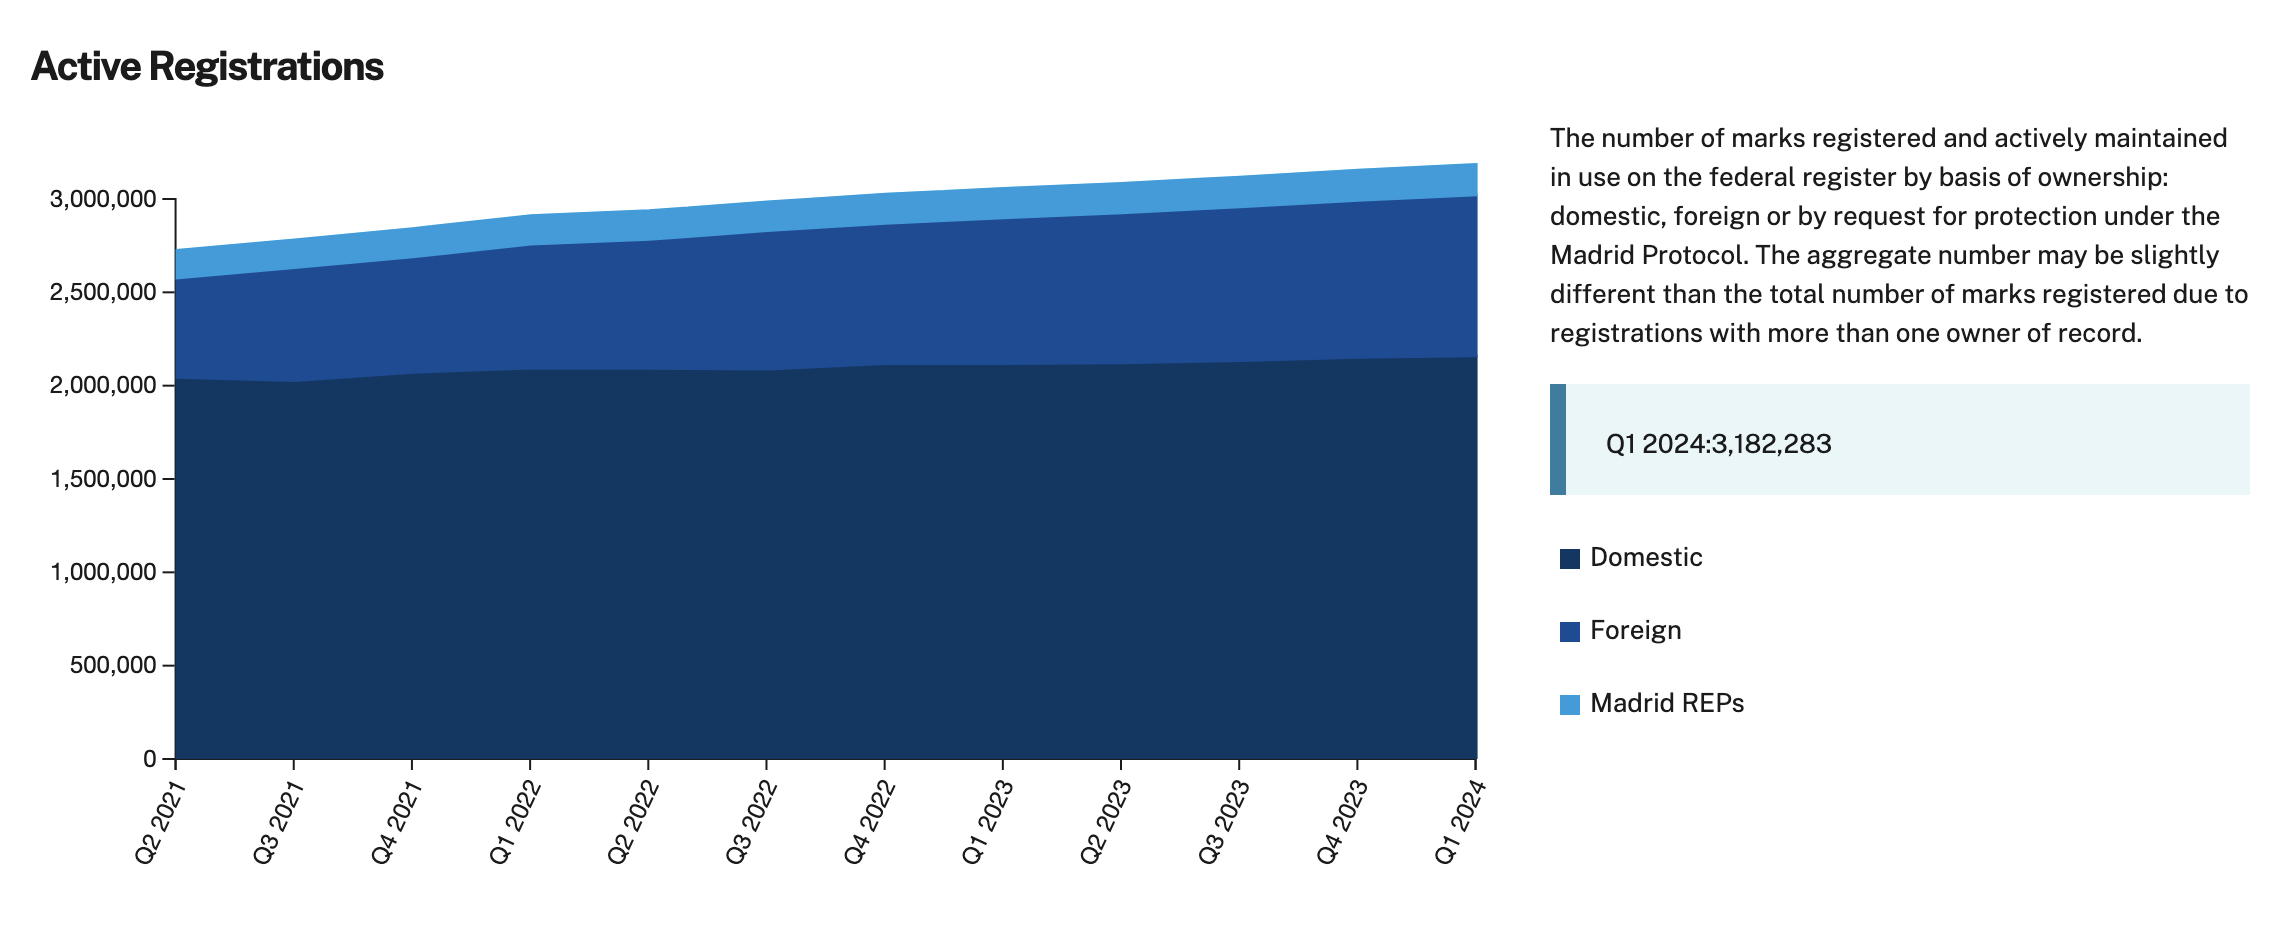 Active Registrations
The number of marks registered and actively maintained
in use on the federal register by basis of ownership:
domestic, foreign or by request for protection under the
Madrid Protocol. The aggregate number may be slightly
different than the total number of marks registered due to
registrations with more than one owner of record.
Q1 2024:3,182,283
Domestic
Foreign
Madrid REPs
3,000,000
2,500,000
2,000,000
1,500,000
1,000,000
500,000
0
Q2 2021
Q3 2021
Q4 2021
Q1 2022
Q2 2022
Q3 2022
Q4 2022
Q1 2023
Q2 2023
Q3 2023
Q4 2023
Q1 2024